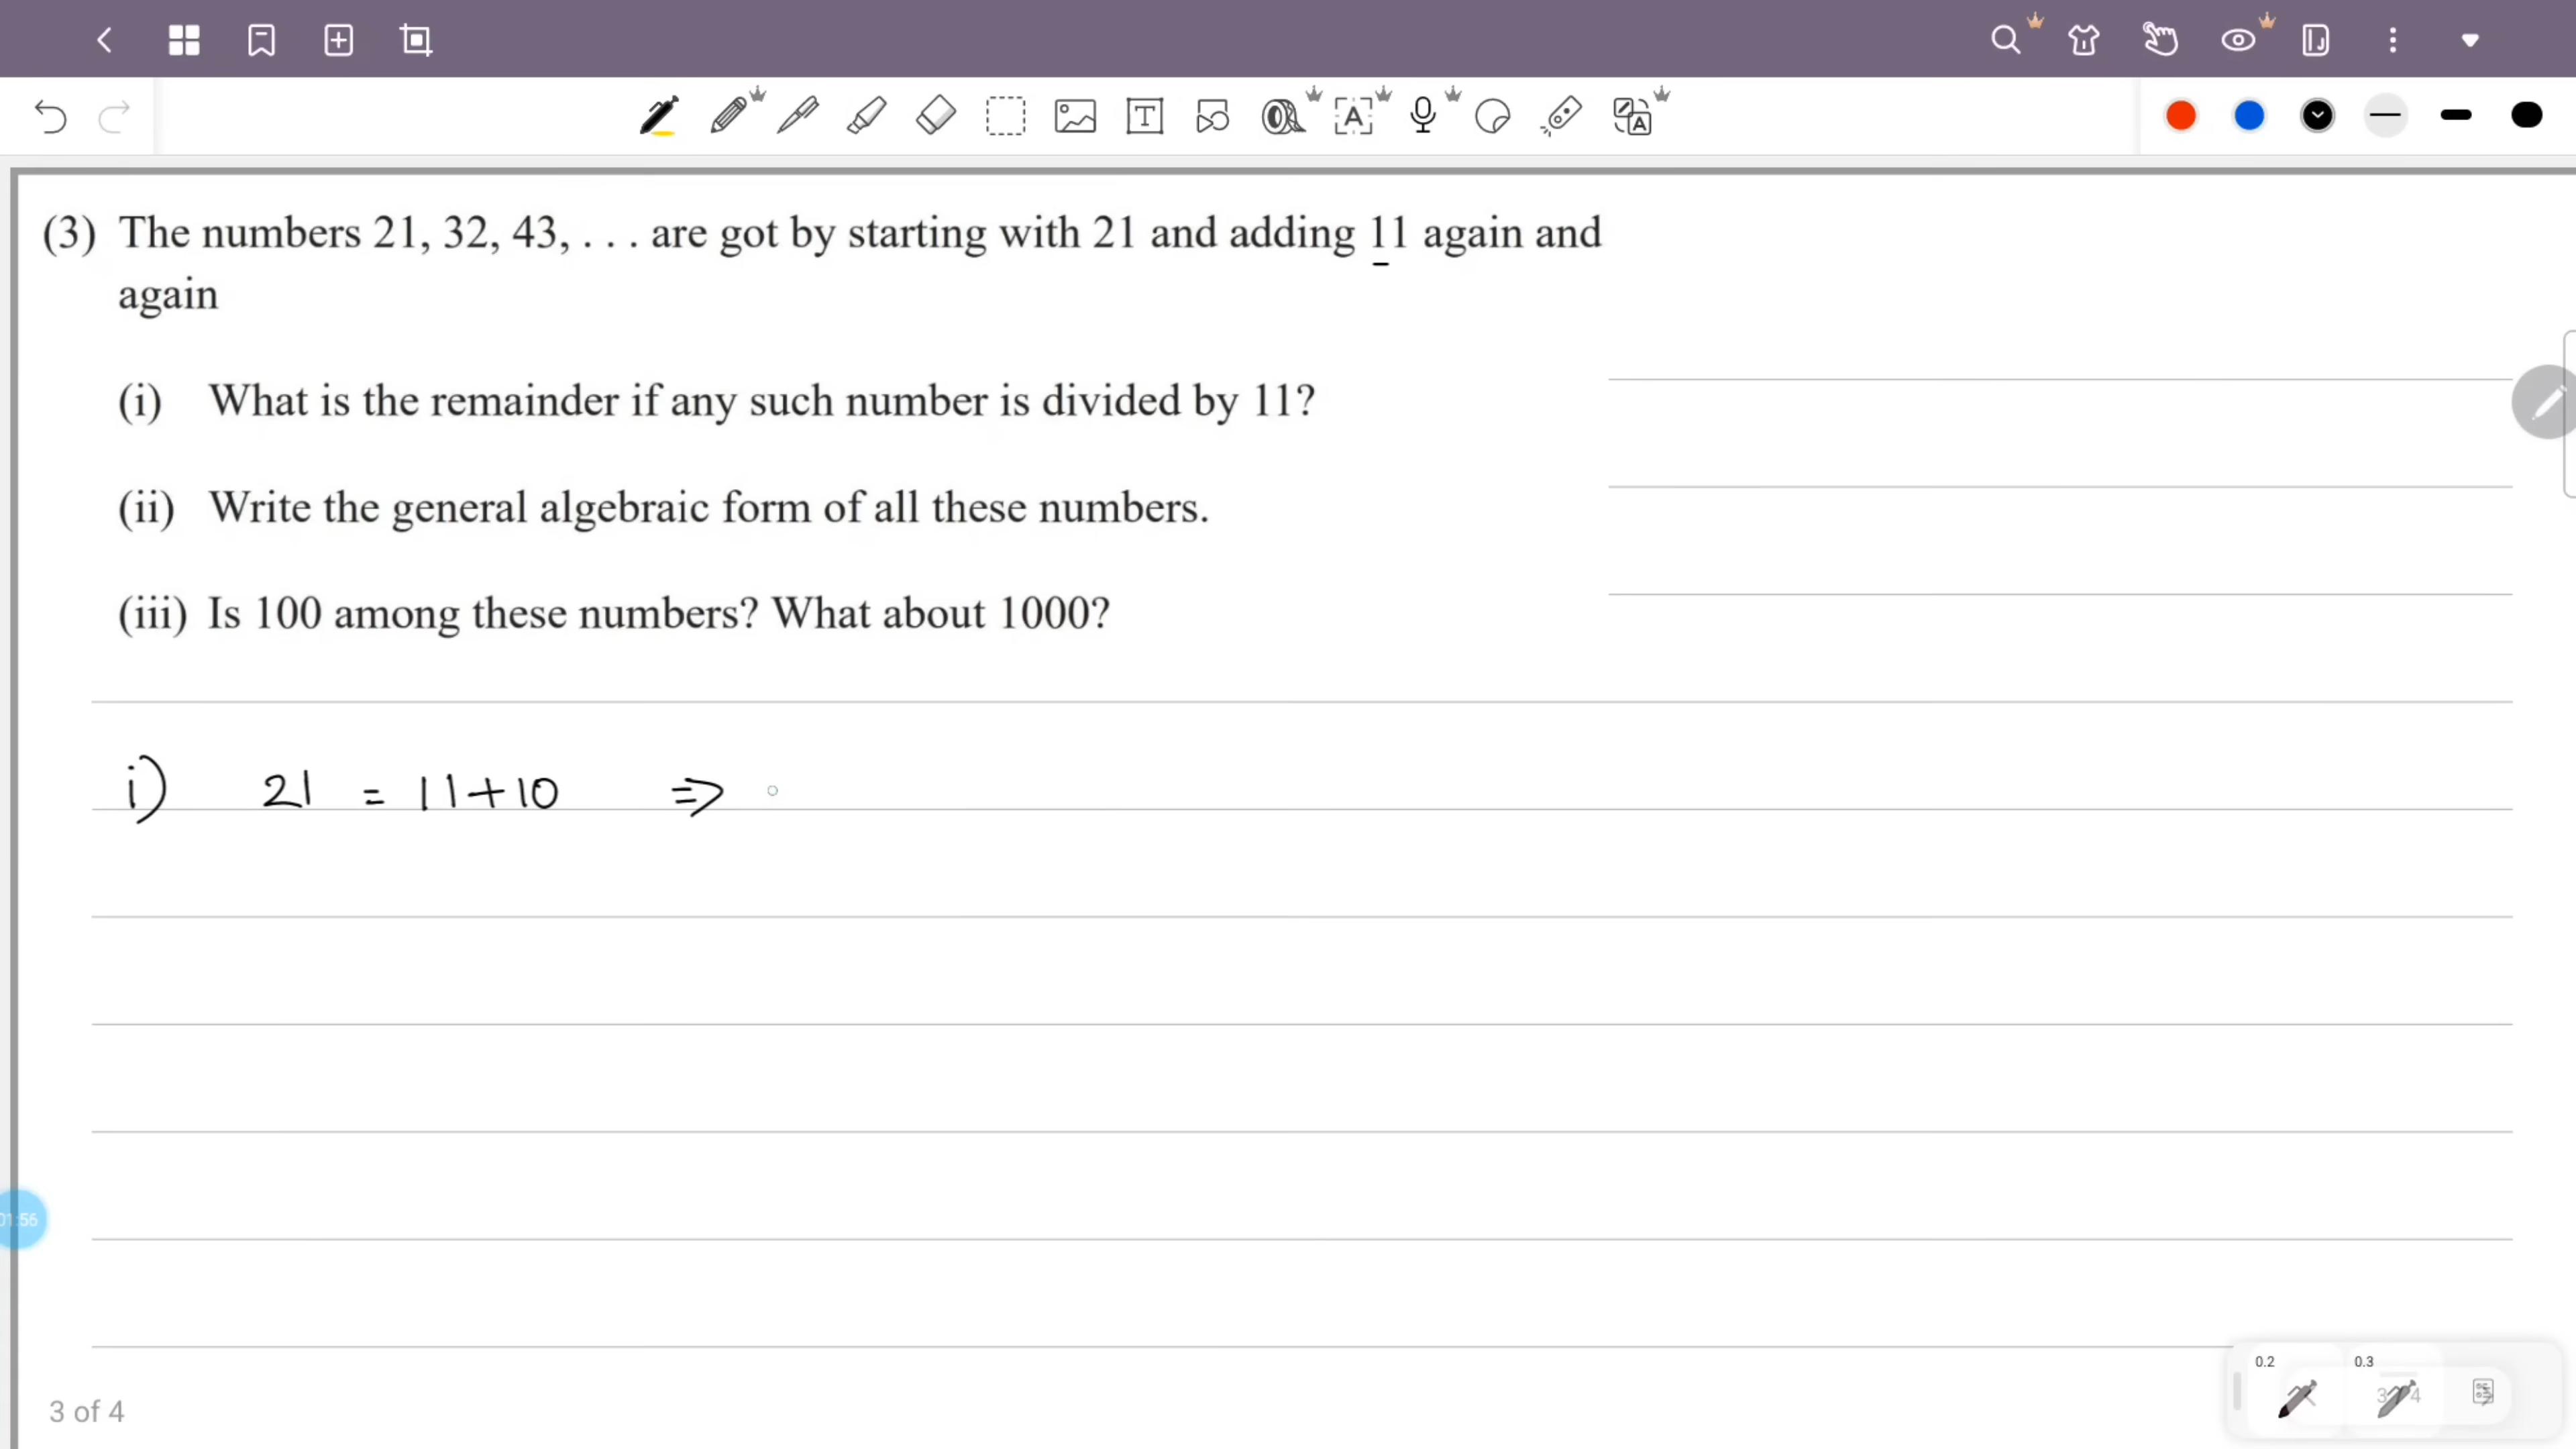 (3) The numbers 21, 32, 43, . . . are got by starting with 21 and adding 11 again and
again
(i) What is the remainder if any such number is divided by 11?
(ii) Write the general algebraic form of all these numbers.
(iii) Is 100 among these numbers? What about 1000?
i) 21 = 11+10 ⇒
01:56
0.2 0.3
3 of 4